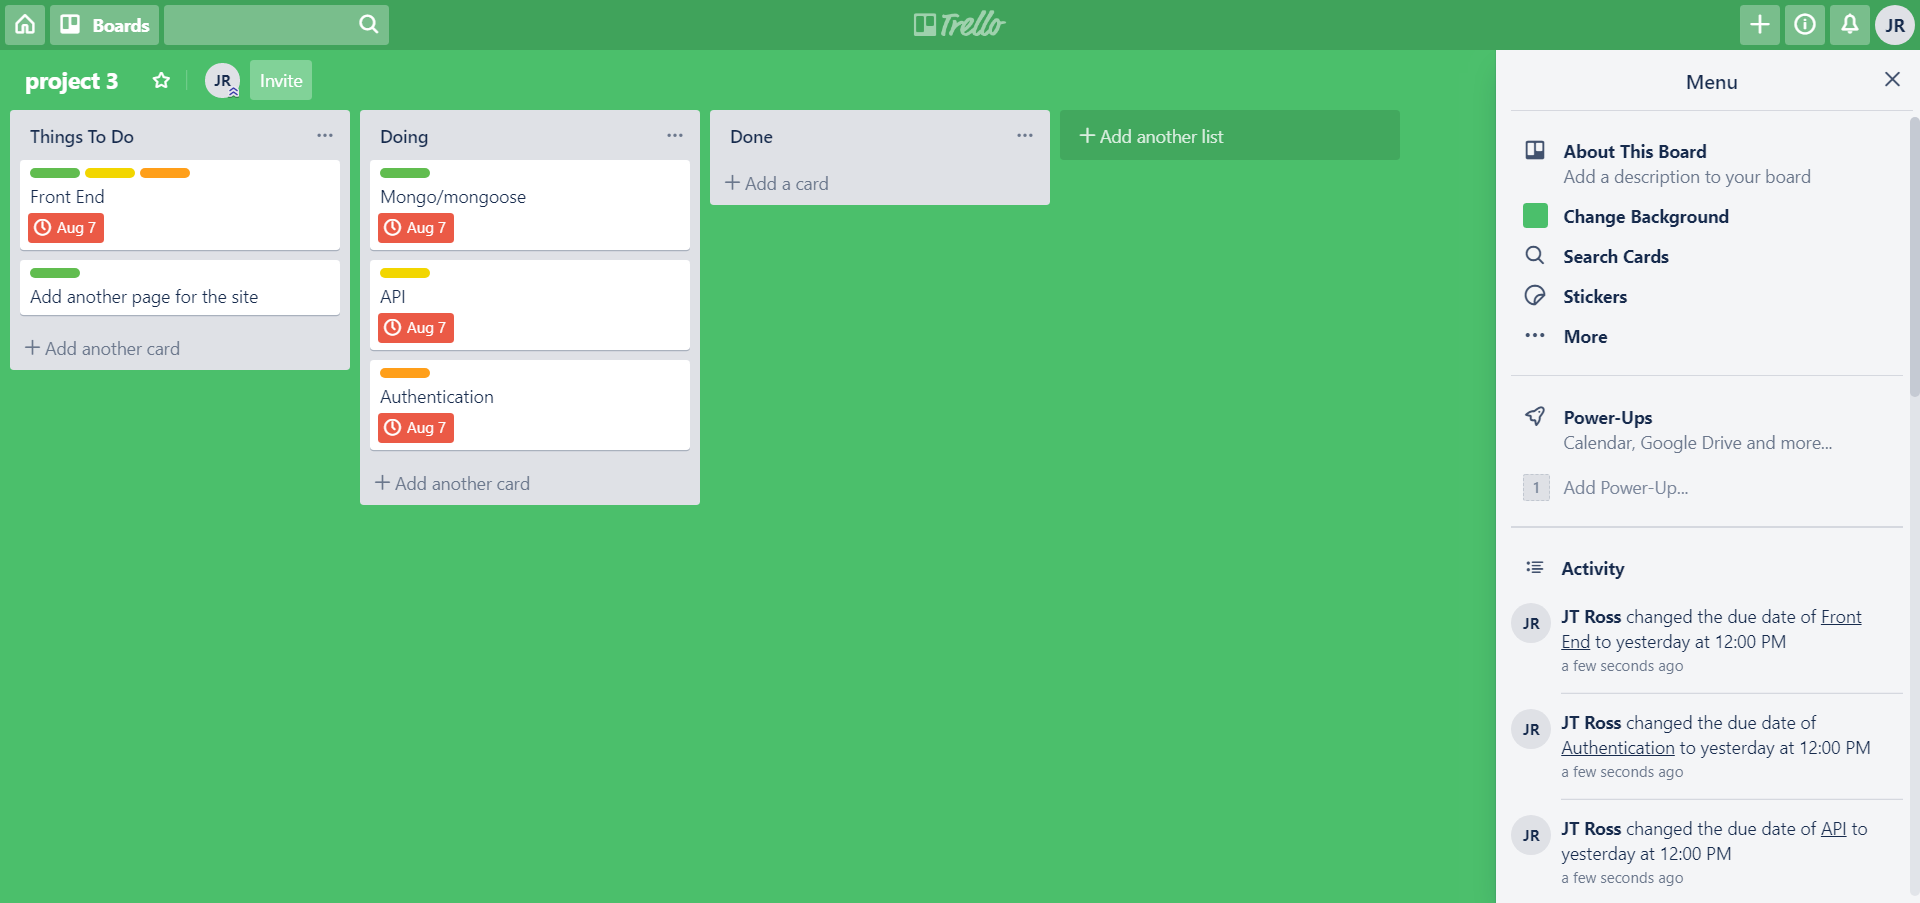 Boards
Trello
JR
project 3
JR
Invite
Things To Do
Front End
Aug 7
Add another page for the site
Add another card
Doing
Mongo/mongoose
Aug 7
API
Aug 7
Authentication
Aug 7
Add another card
Done
Add a card
Add another list
Menu
About This Board
Add a description to your board
Change Background
Search Cards
Stickers
More
Power-Ups
Calendar, Google Drive and more...
1 Add Power-Up...
Activity
JR
JT Ross changed the due date of Front
End to yesterday at 12:00 PM
a few seconds ago
JR
JT Ross changed the due date of
Authentication to yesterday at 12:00 PM
a few seconds ago
JR
JT Ross changed the due date of API to
yesterday at 12:00 PM
a few seconds ago